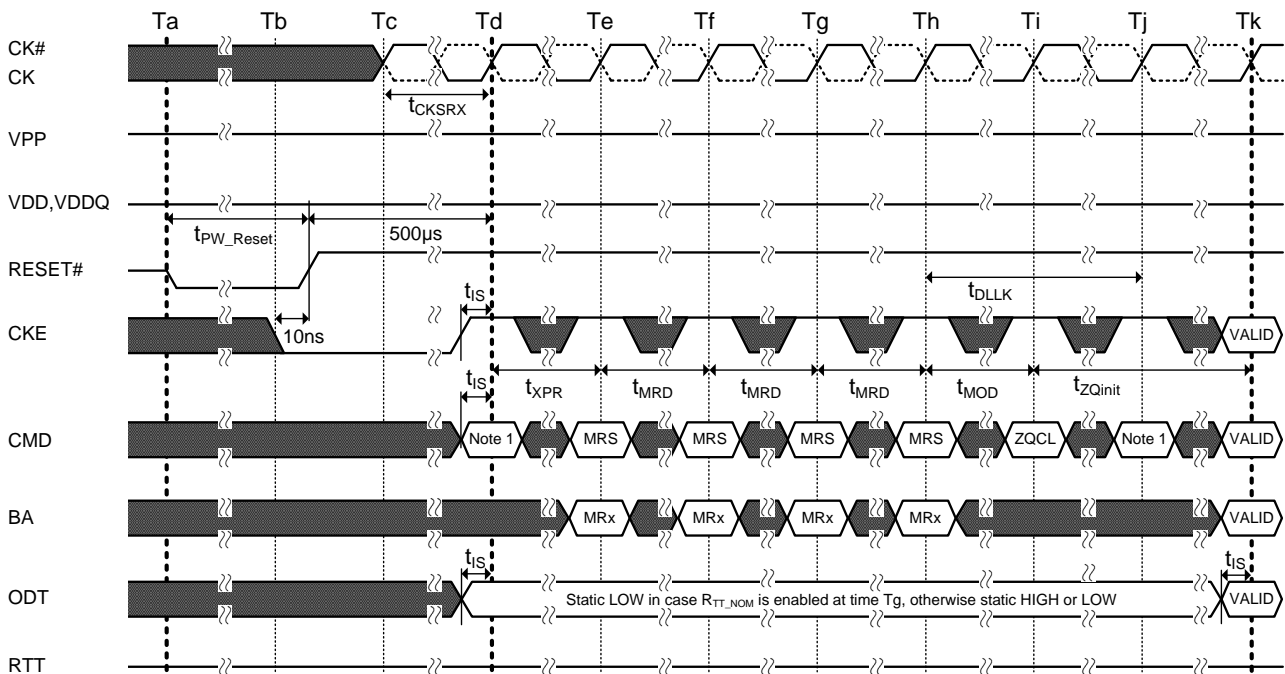 Ta Tb Tc Td Te Tf Tg Th Ti Tj Tk
CK#
CK
tCKSRX
VPP
VDD,VDDQ
tPW_Reset 500µs
RESET#
tIS tDLLK
CKE 10ns VALID
tIS tXPR tMRD tMRD tMRD tMOD tZQinit
CMD Note 1 MRS MRS MRS MRS ZQCL Note 1 VALID
BA MRx MRx MRx MRx VALID
tIS tIS
ODT Static LOW in case RTT_NOM is enabled at time Tg, otherwise static HIGH or LOW VALID
RTT